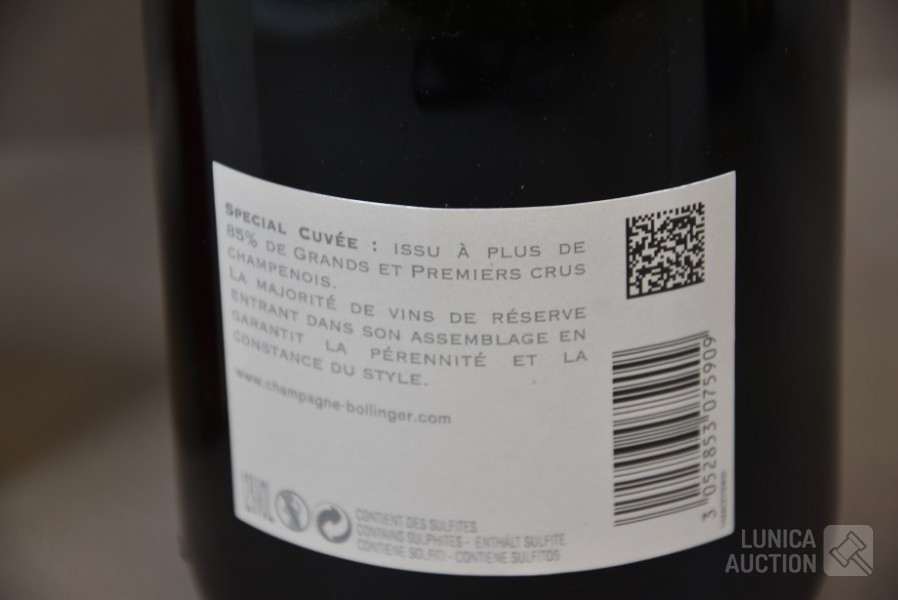 SPECIAL CUVÉE : ISSU À PLUS DE
85% DE GRANDS ET PREMIERS CRUS
CHAMPENOIS.
LA MAJORITÉ DE VINS DE RÉSERVE
ENTRANT DANS SON ASSEMBLAGE EN
GARANTIT LA PÉRENNITÉ ET LA
CONSTANCE DU STYLE.
www.champagne-bollinger.com
CONTIENT DES SULFITES
CONTAINS SULPHITES - ENTHÄLT SULFITE
CONTIENE SOLFITI - CONTIENE SULFITOS
3 052853 075909
LUNICA
AUCTION